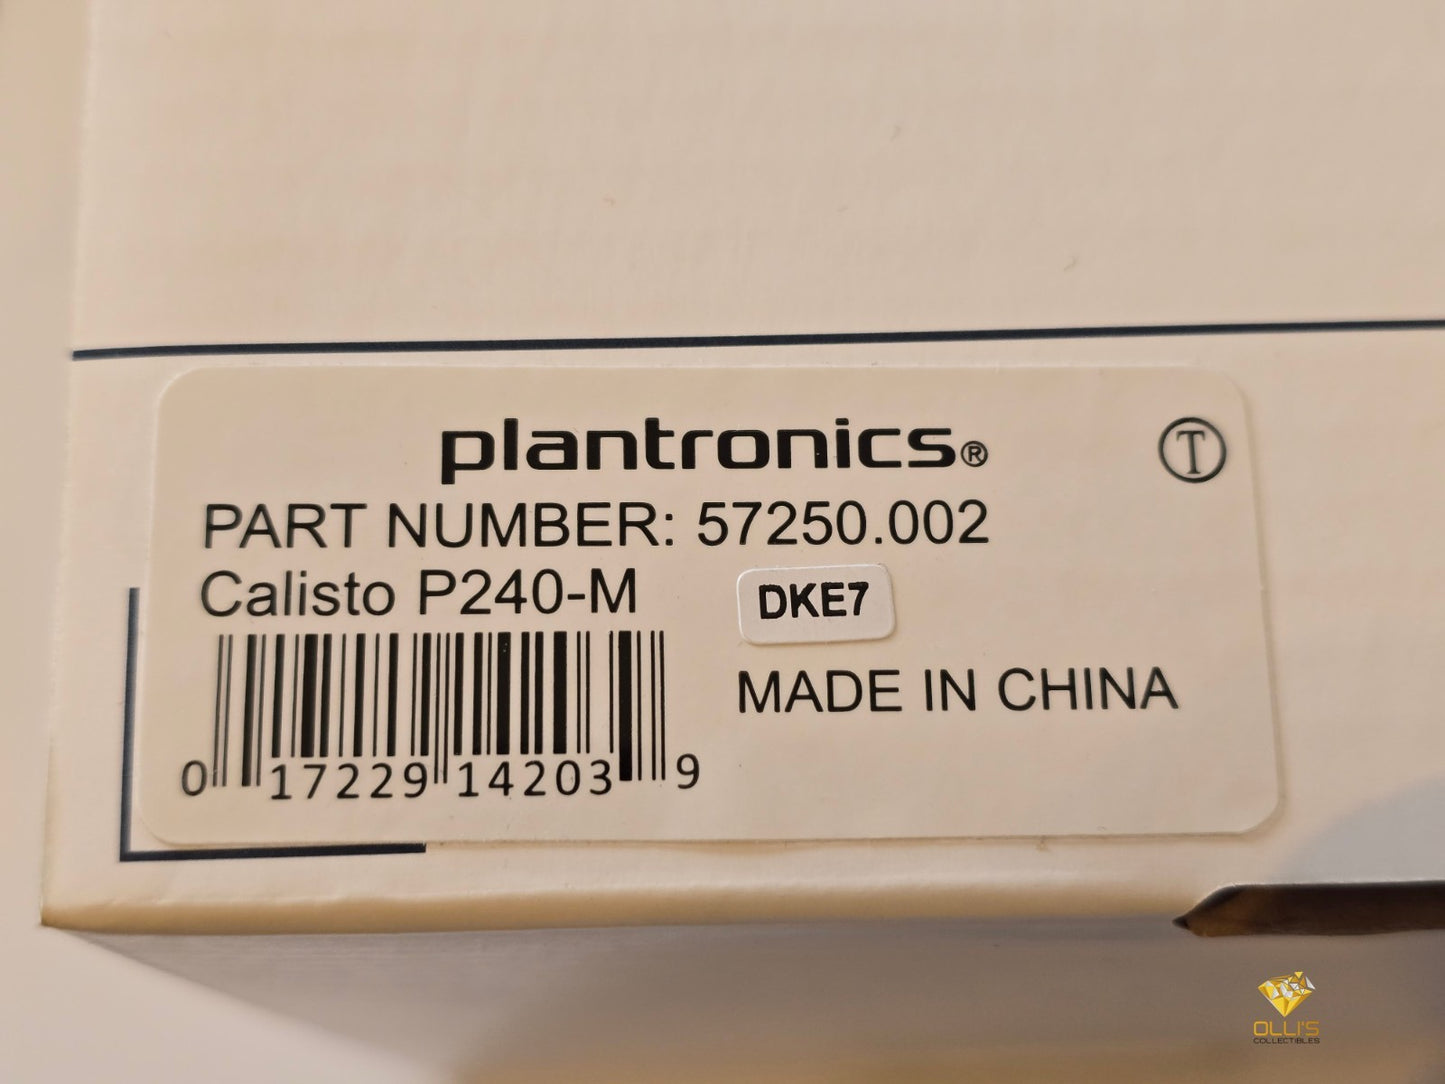 plantronics®
T
PART NUMBER: 57250.002
Calisto P240-M
DKE7
MADE IN CHINA
0 17229 14203 9
OLLI'S
COLLECTIBLES